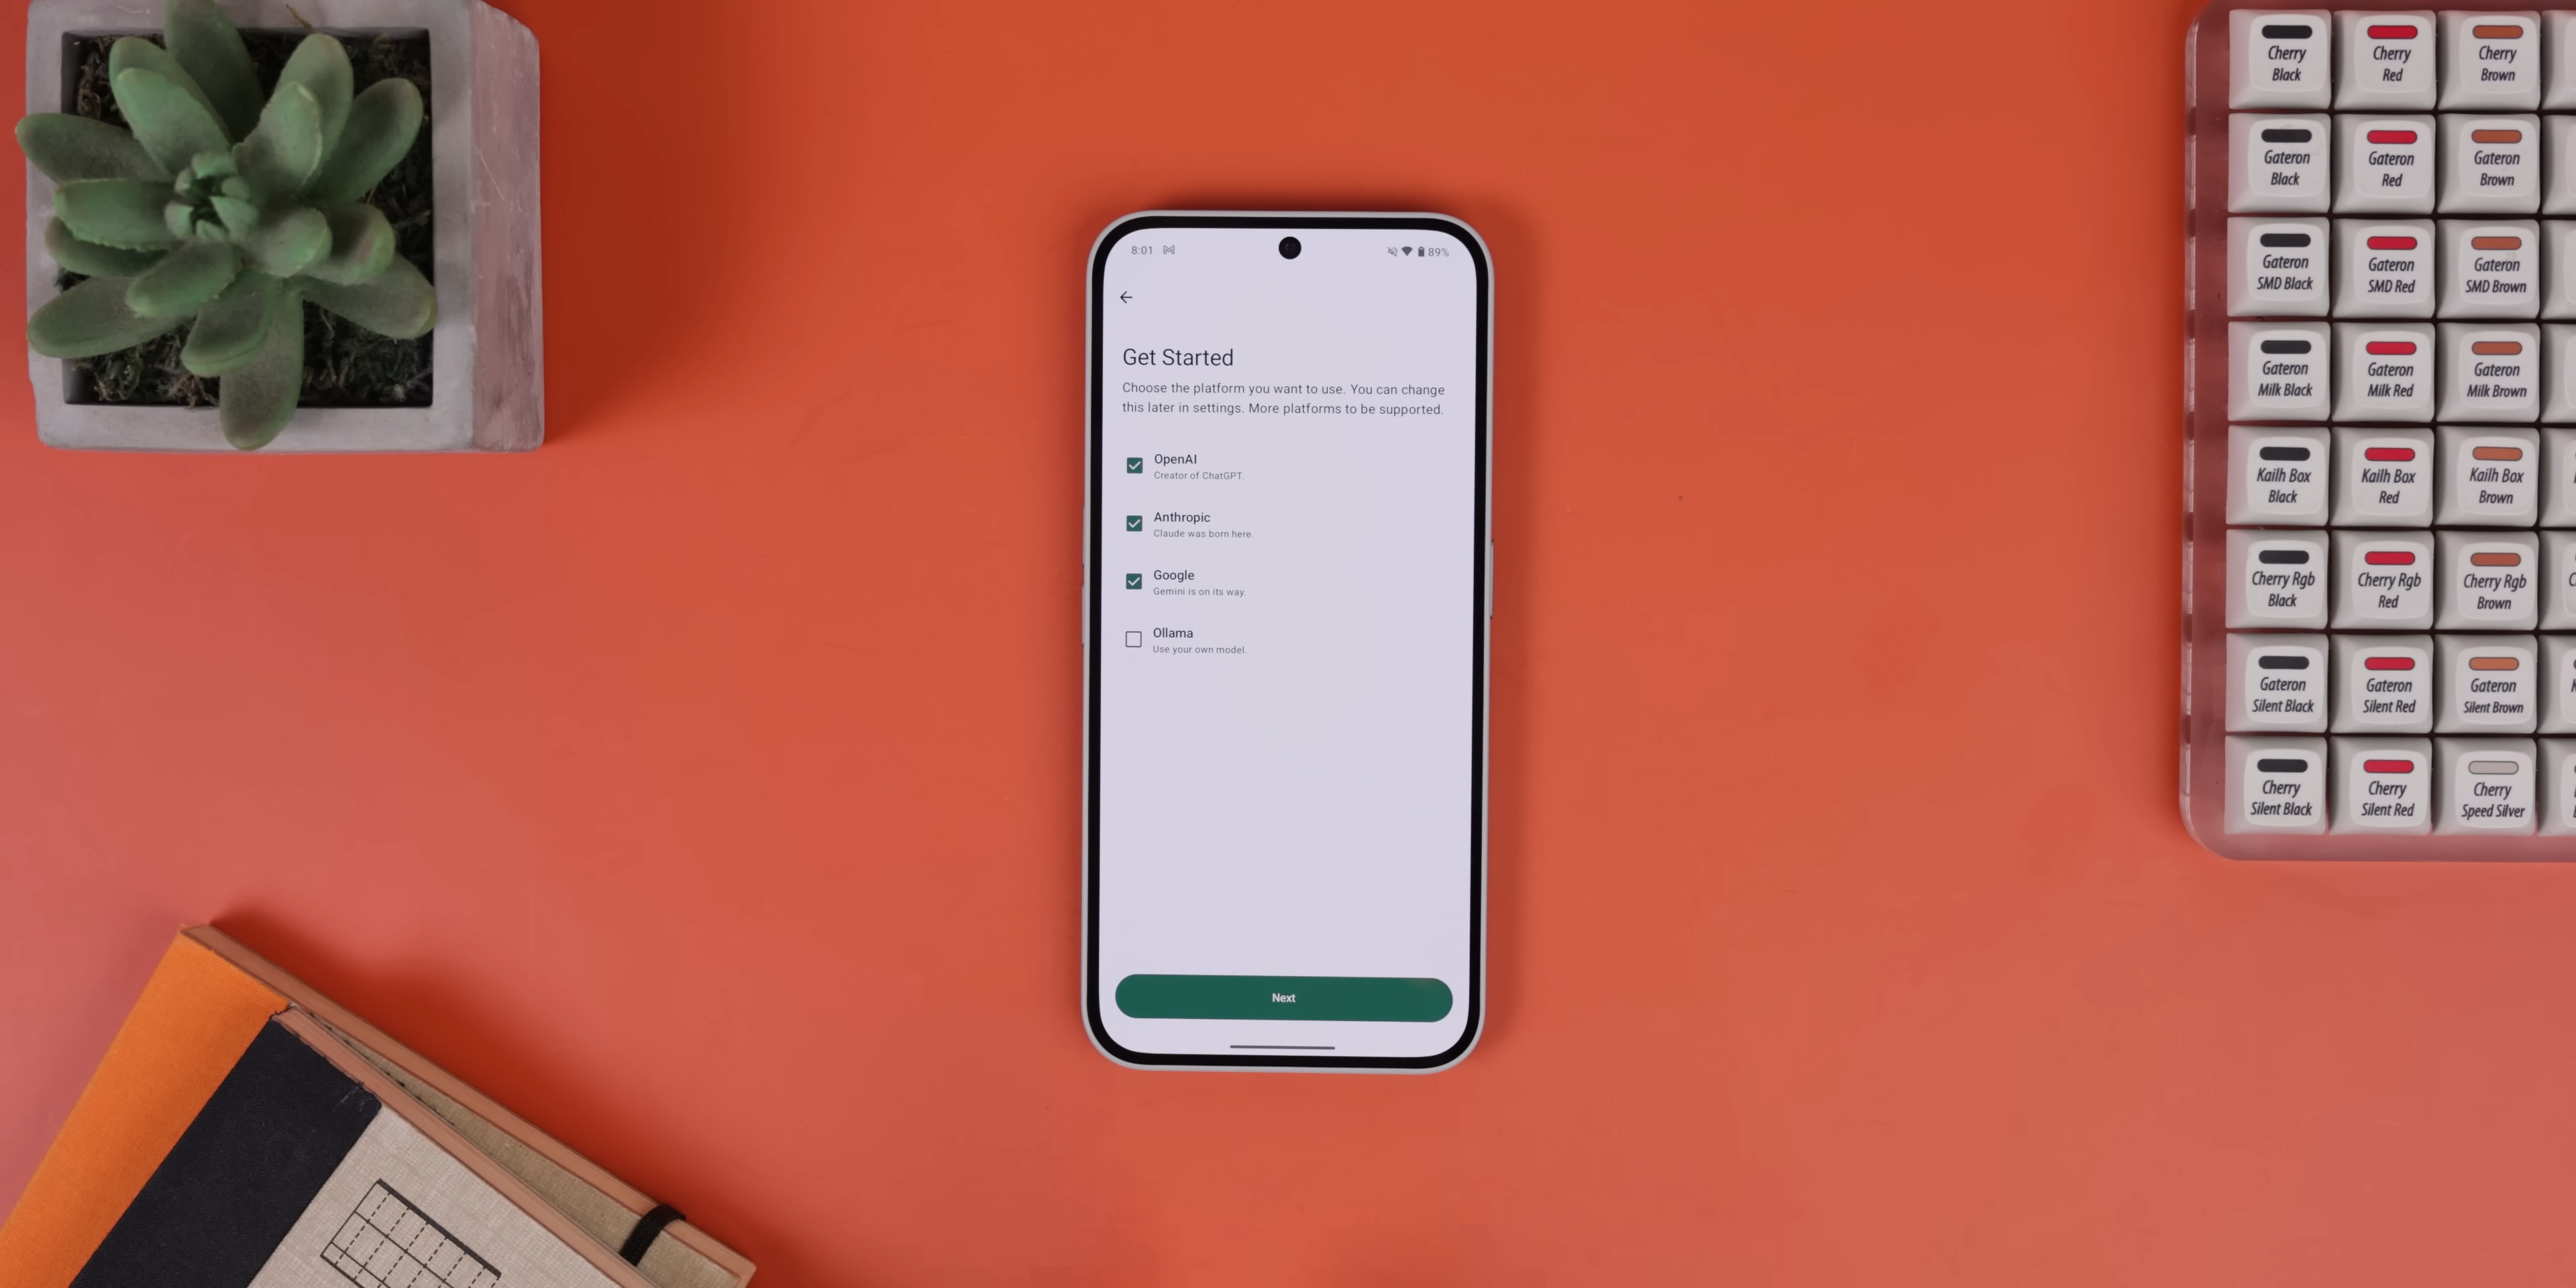 8:01
89%
Get Started
Choose the platform you want to use. You can change
this later in settings. More platforms to be supported.
OpenAI
Creator of ChatGPT.
Anthropic
Claude was born here.
Google
Gemini is on its way.
Ollama
Use your own model.
Next
Cherry
Black
Cherry
Red
Cherry
Brown
Gateron
Black
Gateron
Red
Gateron
Brown
Gateron
SMD Black
Gateron
SMD Red
Gateron
SMD Brown
Gateron
Milk Black
Gateron
Milk Red
Gateron
Milk Brown
Kailh Box
Black
Kailh Box
Red
Kailh Box
Brown
Cherry Rgb
Black
Cherry Rgb
Red
Cherry Rgb
Brown
Gateron
Silent Black
Gateron
Silent Red
Gateron
Silent Brown
Cherry
Silent Black
Cherry
Silent Red
Cherry
Speed Silver